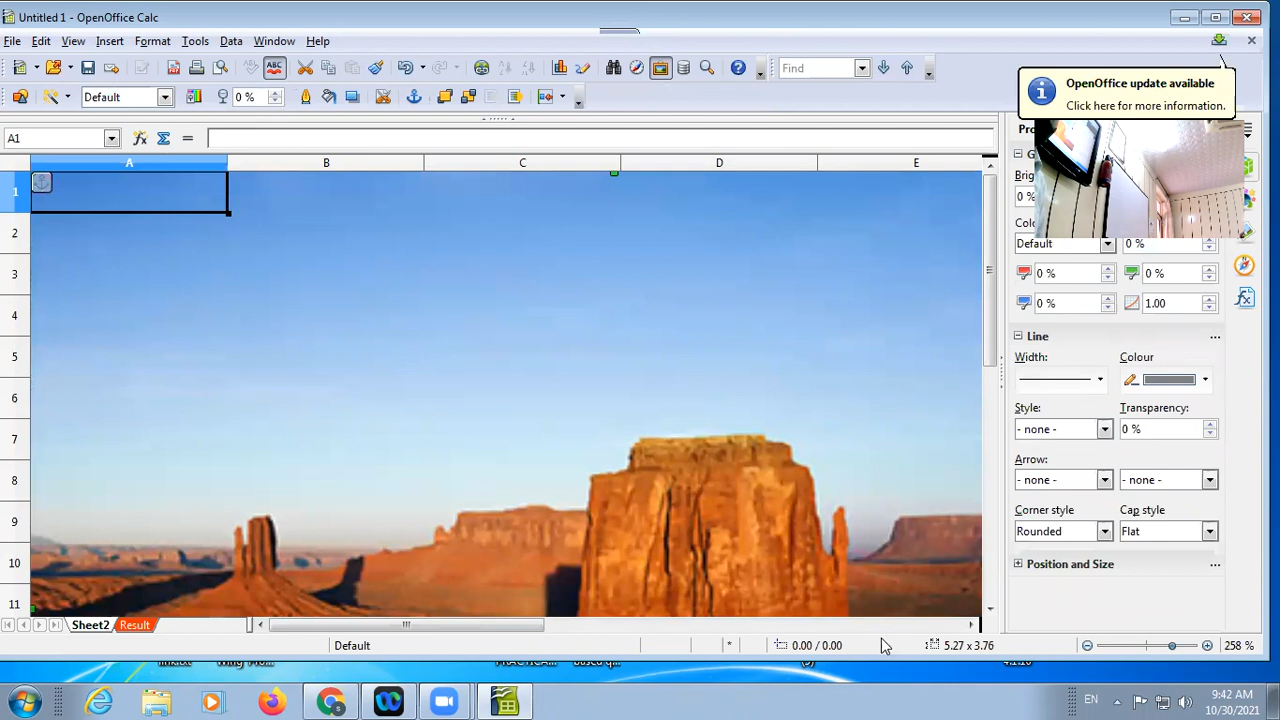 Untitled 1 - OpenOffice Calc
File Edit View Insert Format Tools Data Window Help
ABC Find
Default 0 %
OpenOffice update available
Click here for more information.
A1
A B C D E
1
2
3
4
5
6
7
8
9
10
11
0 %
Default 0 %
0 % 0 %
0 % 1.00
Line
Width: Colour
Style: Transparency:
- none - 0 %
Arrow:
- none - - none -
Corner style Cap style
Rounded Flat
Position and Size
Sheet2 Result
Default * 0.00 / 0.00 5.27 x 3.76 258 %
EN 9:42 AM
10/30/2021